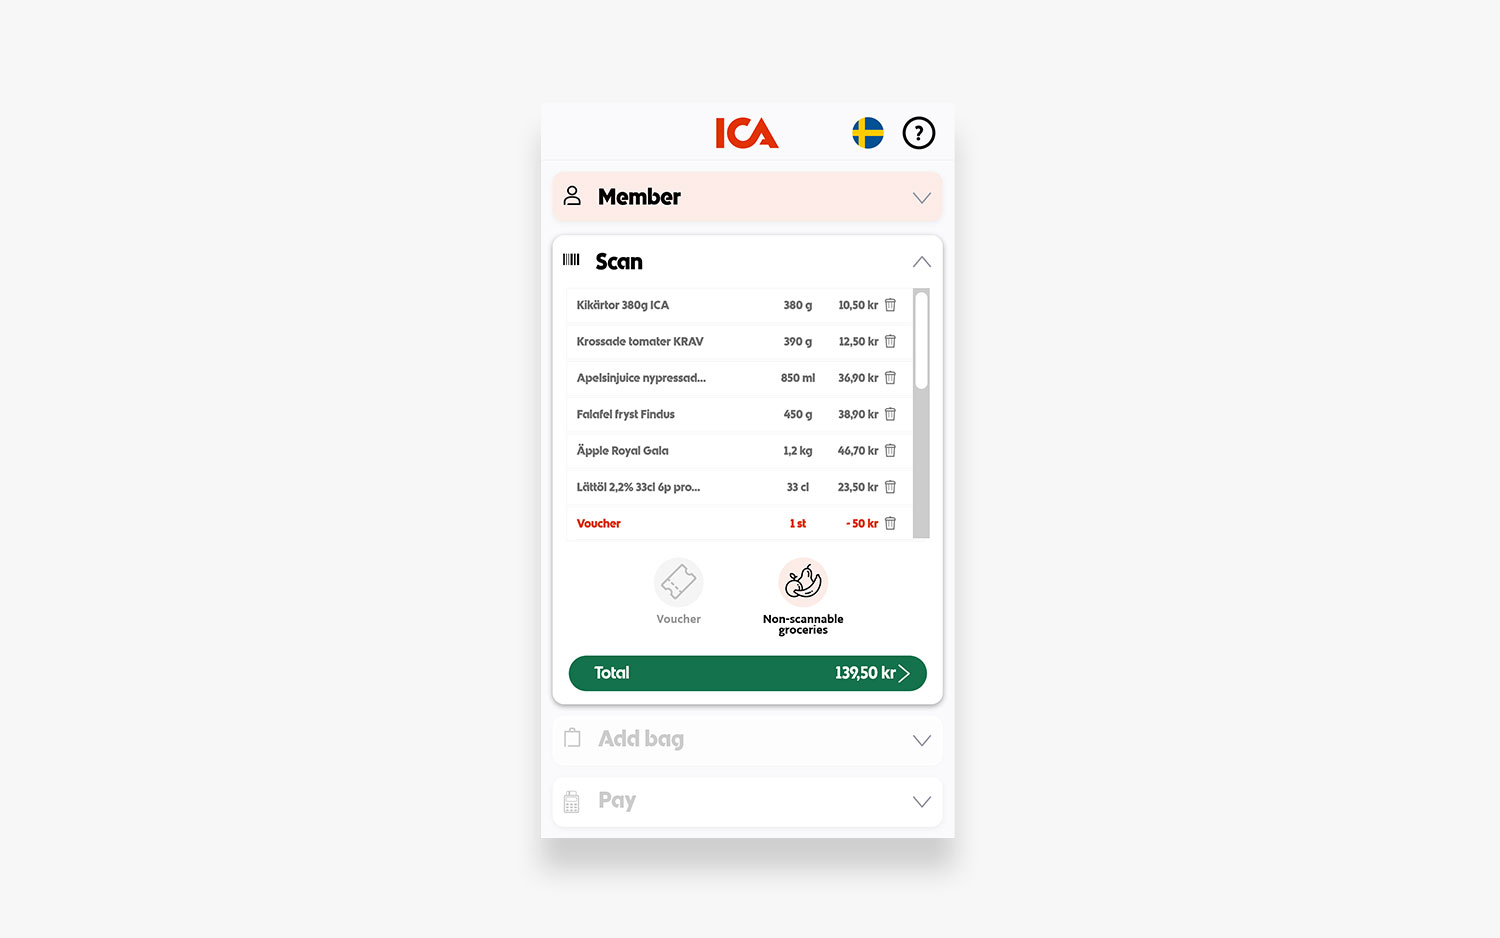 ICA
?
Member
Scan
Kikärtor 380g ICA 380 g 10,50 kr
Krossade tomater KRAV 390 g 12,50 kr
Apelsinjuice nypressad... 850 ml 36,90 kr
Falafel fryst Findus 450 g 38,90 kr
Äpple Royal Gala 1,2 kg 46,70 kr
Lättöl 2,2% 33cl 6p pro... 33 cl 23,50 kr
Voucher 1 st - 50 kr
Voucher
Non-scannable
groceries
Total 139,50 kr
Add bag
Pay